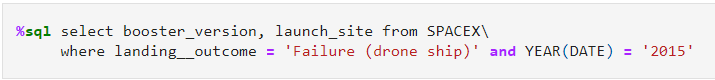 %sql select booster_version, launch_site from SPACEX\
where landing__outcome = 'Failure (drone ship)' and YEAR(DATE) = '2015'